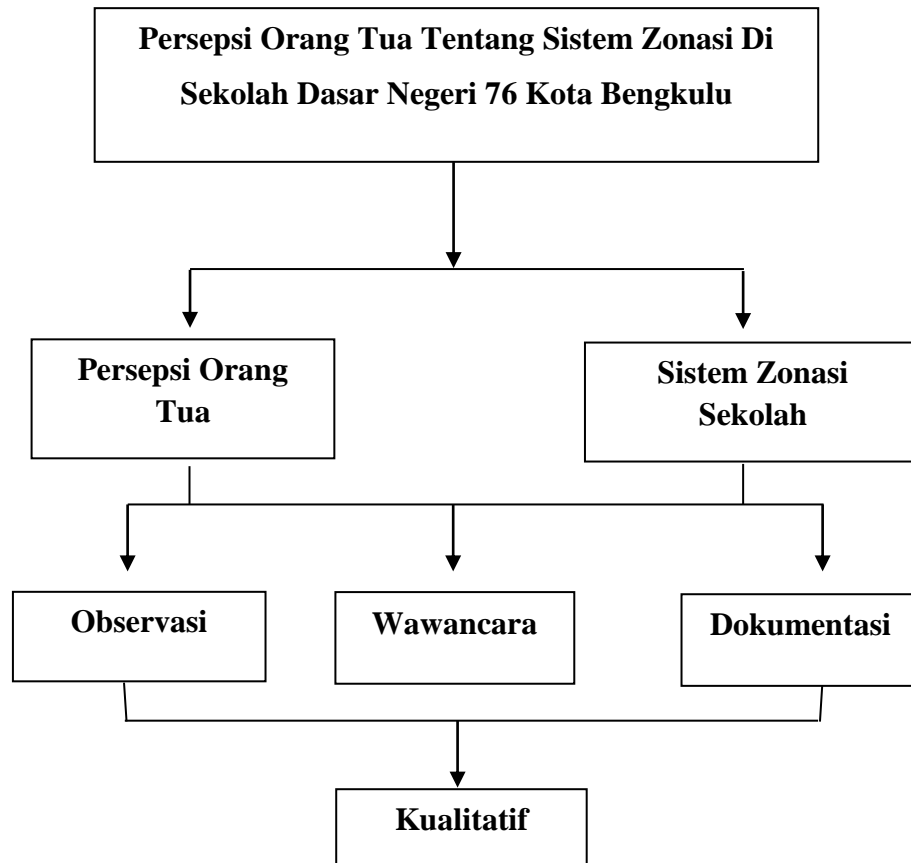 Persepsi Orang Tua Tentang Sistem Zonasi Di
Sekolah Dasar Negeri 76 Kota Bengkulu
Persepsi Orang
Tua
Sistem Zonasi
Sekolah
Observasi
Wawancara
Dokumentasi
Kualitatif